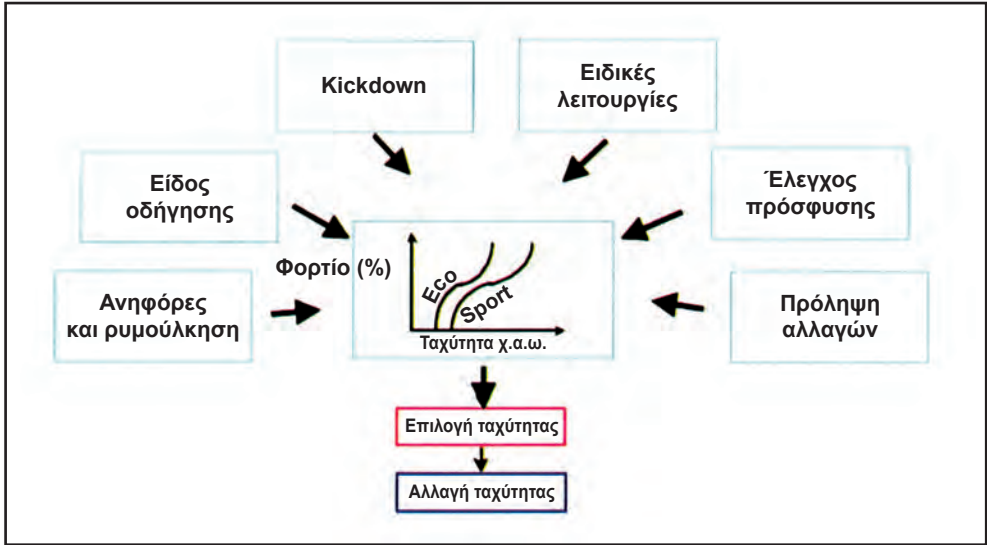 Kickdown
Ειδικές
λειτουργίες
Είδος
οδήγησης
Έλεγχος
πρόσφυσης
Ανηφόρες
και ρυμούλκηση
Φορτίο (%)
Eco
Sport
Ταχύτητα χ.α.ω.
Πρόληψη
αλλαγών
Επιλογή ταχύτητας
Αλλαγή ταχύτητας